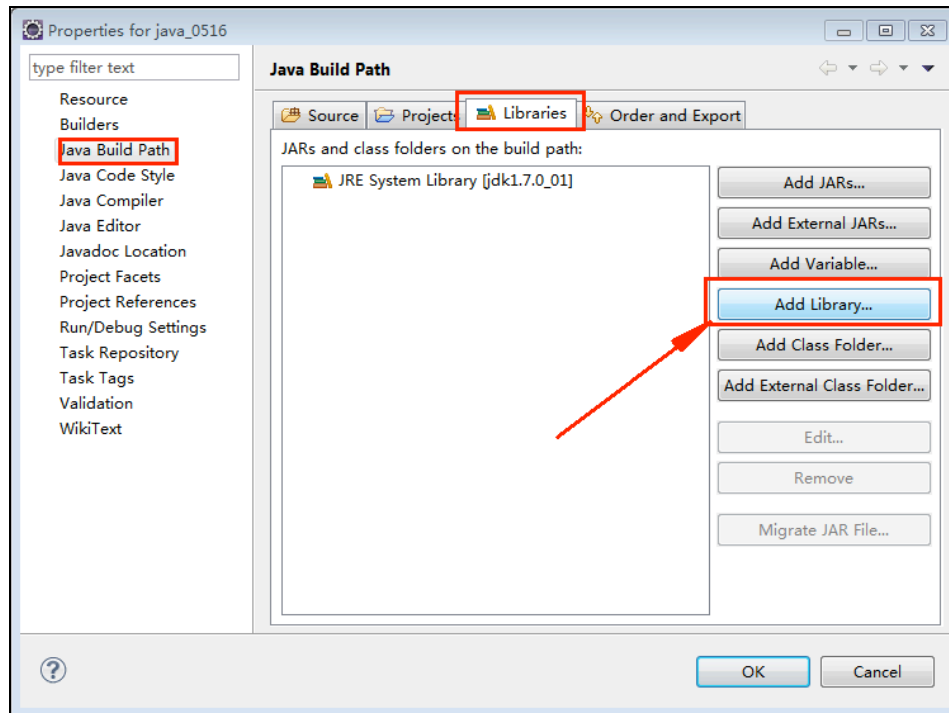 Properties for java_0516
type filter text
Resource
Builders
Java Build Path
Java Code Style
Java Compiler
Java Editor
Javadoc Location
Project Facets
Project References
Run/Debug Settings
Task Repository
Task Tags
Validation
WikiText
Java Build Path
Source Projects Libraries Order and Export
JARs and class folders on the build path:
JRE System Library [jdk1.7.0_01]
Add JARs...
Add External JARs...
Add Variable...
Add Library...
Add Class Folder...
Add External Class Folder...
Edit...
Remove
Migrate JAR File...
?
OK Cancel